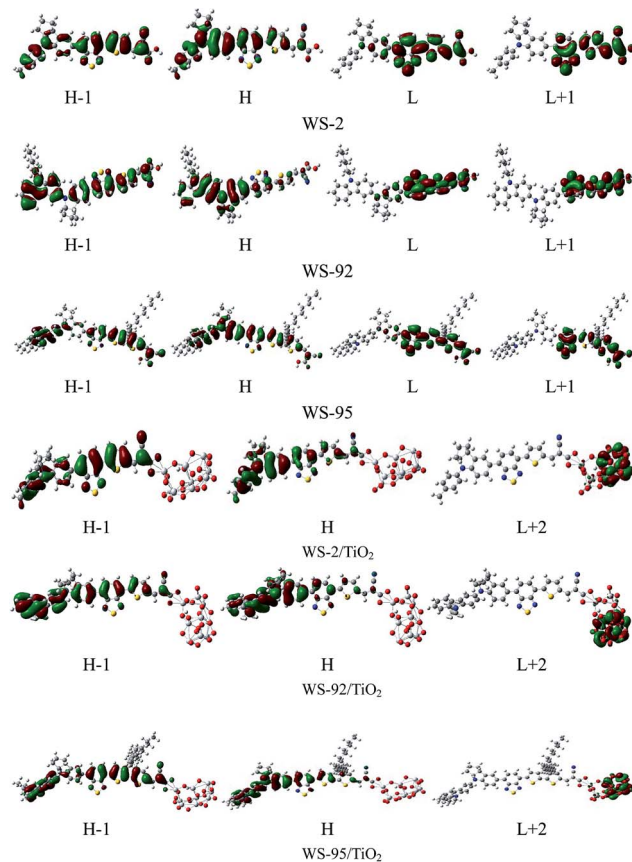 H-1 H L L+1
WS-2
H-1 H L L+1
WS-92
H-1 H L L+1
WS-95
H-1 H L+2
WS-2/TiO₂
H-1 H L+2
WS-92/TiO₂
H-1 H L+2
WS-95/TiO₂